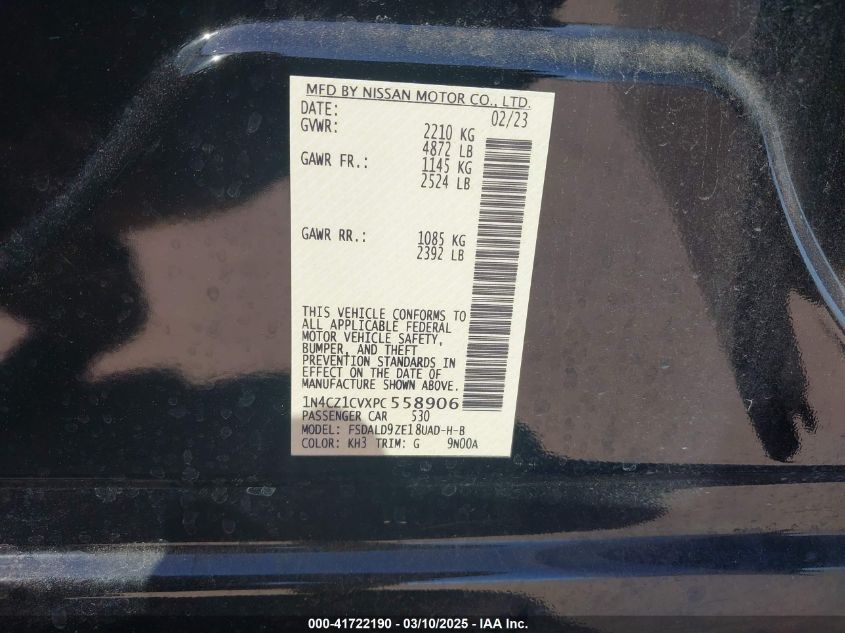 MFD BY NISSAN MOTOR CO., LTD.
DATE: 02/23
GVWR: 2210 KG
4872 LB
GAWR FR.: 1145 KG
2524 LB
GAWR RR.: 1085 KG
2392 LB
THIS VEHICLE CONFORMS TO
ALL APPLICABLE FEDERAL
MOTOR VEHICLE SAFETY,
BUMPER, AND THEFT
PREVENTION STANDARDS IN
EFFECT ON THE DATE OF
MANUFACTURE SHOWN ABOVE.
1N4CZ1CVXPC558906
PASSENGER CAR 530
MODEL: FSDALD9ZE18UAD-H-B
COLOR: KH3 TRIM: G 9N00A
000-41722190 - 03/10/2025 - IAA Inc.